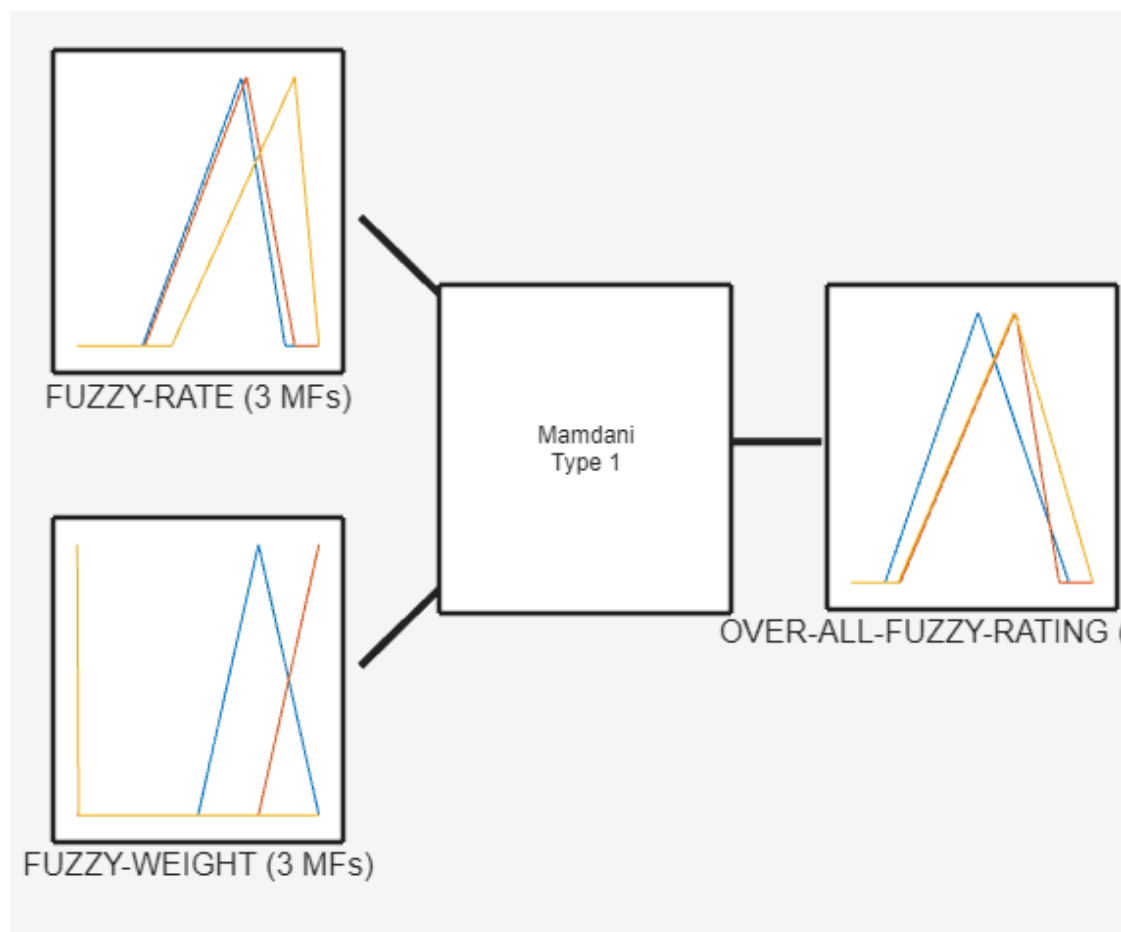 FUZZY-RATE (3 MFs)
Mamdani
Type 1
OVER-ALL-FUZZY-RATING (
FUZZY-WEIGHT (3 MFs)